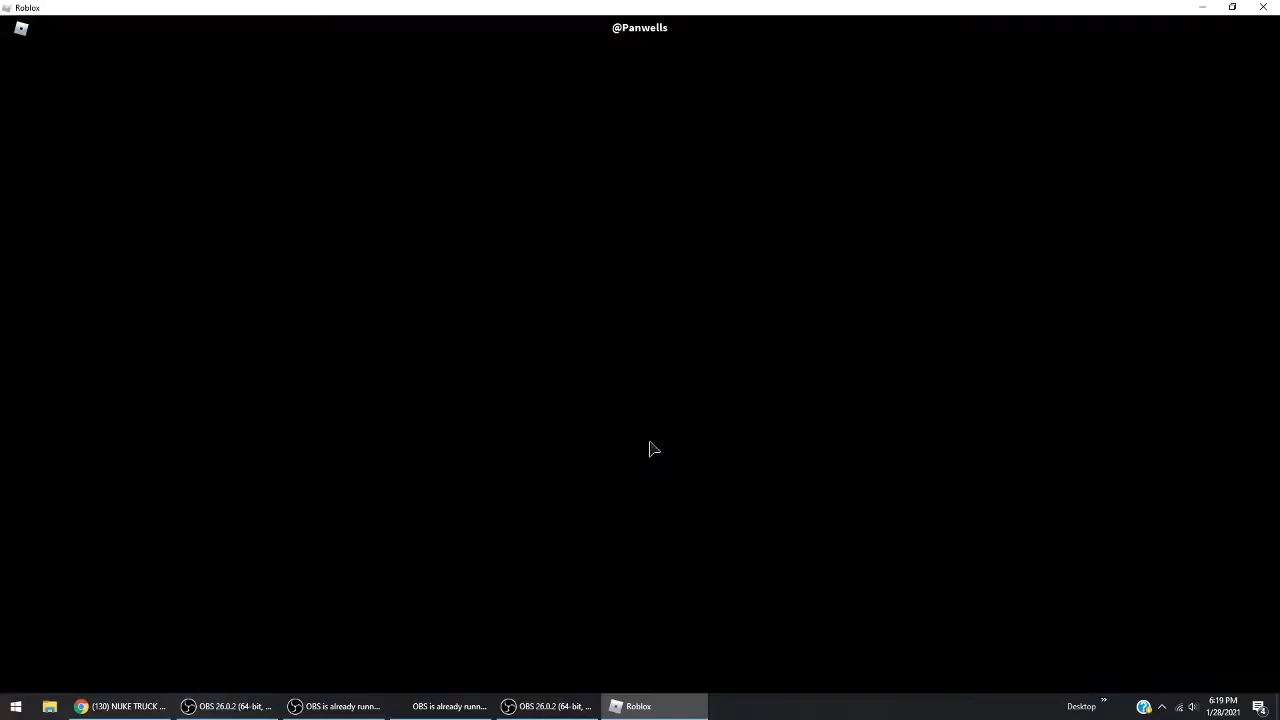 Roblox
@Panwells
(130) NUKE TRUCK ...
OBS 26.0.2 (64-bit, ...
OBS is already runn...
OBS is already runn...
OBS 26.0.2 (64-bit, ...
Roblox
Desktop
»
6:19 PM
1/28/2021